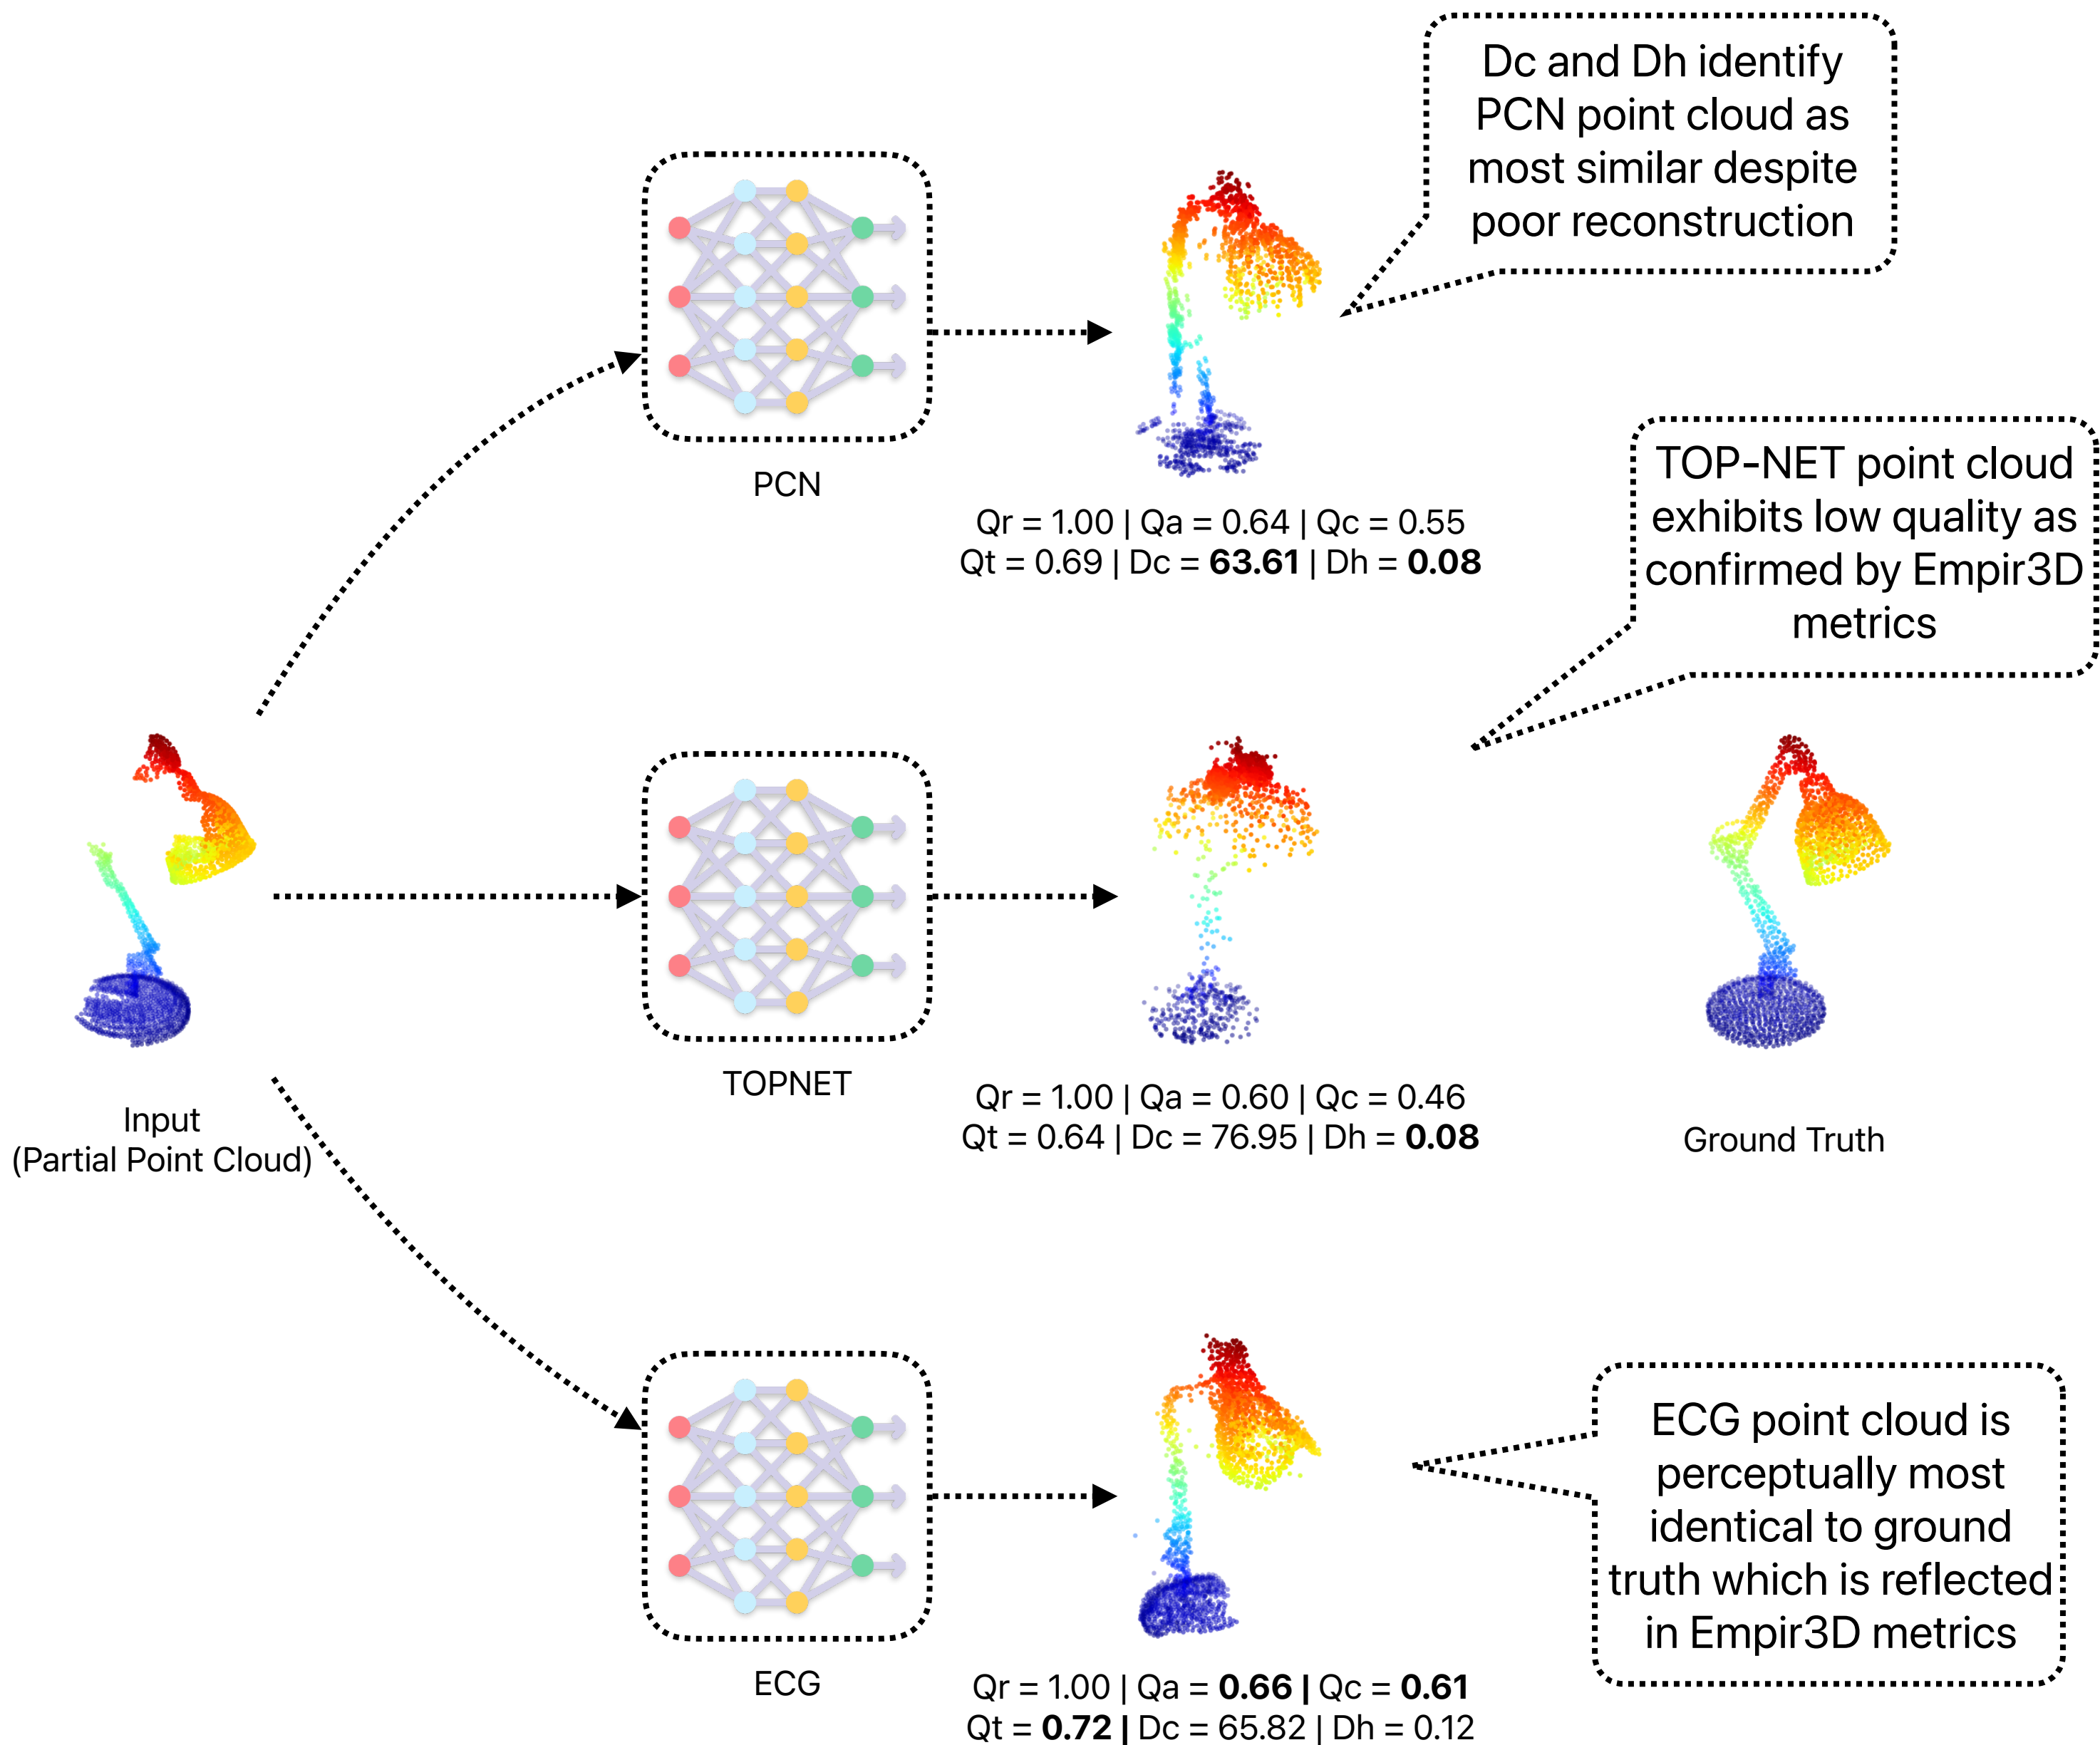 Dc and Dh identify
PCN point cloud as
most similar despite
poor reconstruction
PCN
Qr = 1.00 | Qa = 0.64 | Qc = 0.55
Qt = 0.69 | Dc = 63.61 | Dh = 0.08
TOP-NET point cloud
exhibits low quality as
confirmed by Empir3D
metrics
Input
(Partial Point Cloud)
TOPNET
Qr = 1.00 | Qa = 0.60 | Qc = 0.46
Qt = 0.64 | Dc = 76.95 | Dh = 0.08
Ground Truth
ECG point cloud is
perceptually most
identical to ground
truth which is reflected
in Empir3D metrics
ECG
Qr = 1.00 | Qa = 0.66 | Qc = 0.61
Qt = 0.72 | Dc = 65.82 | Dh = 0.12